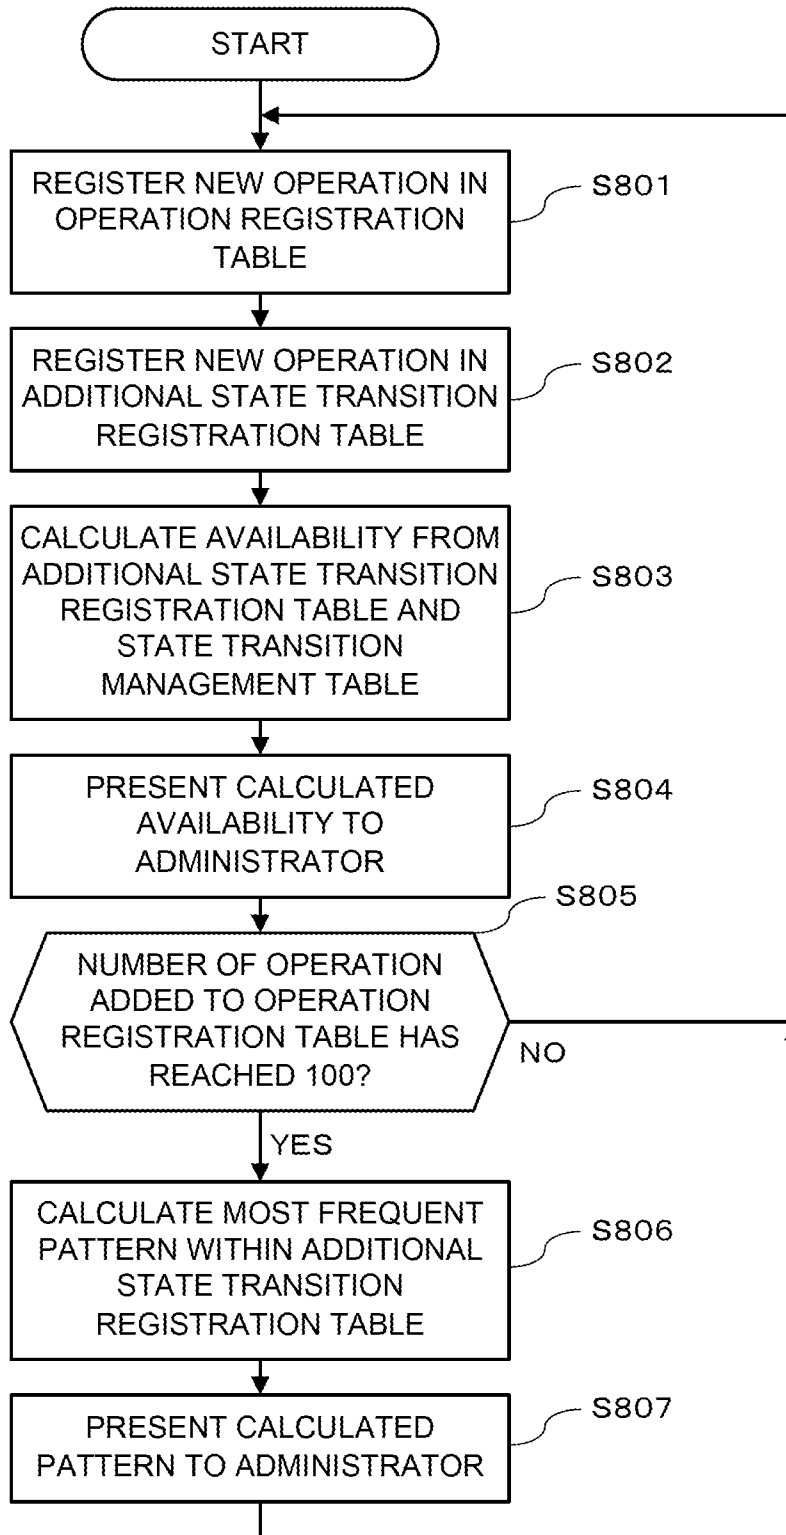 START
REGISTER NEW OPERATION IN
OPERATION REGISTRATION
TABLE
S801
REGISTER NEW OPERATION IN
ADDITIONAL STATE TRANSITION
REGISTRATION TABLE
S802
CALCULATE AVAILABILITY FROM
ADDITIONAL STATE TRANSITION
REGISTRATION TABLE AND
STATE TRANSITION
MANAGEMENT TABLE
S803
PRESENT CALCULATED
AVAILABILITY TO
ADMINISTRATOR
S804
S805
NUMBER OF OPERATION
ADDED TO OPERATION
REGISTRATION TABLE HAS
REACHED 100?
NO
YES
CALCULATE MOST FREQUENT
PATTERN WITHIN ADDITIONAL
STATE TRANSITION
REGISTRATION TABLE
S806
PRESENT CALCULATED
PATTERN TO ADMINISTRATOR
S807